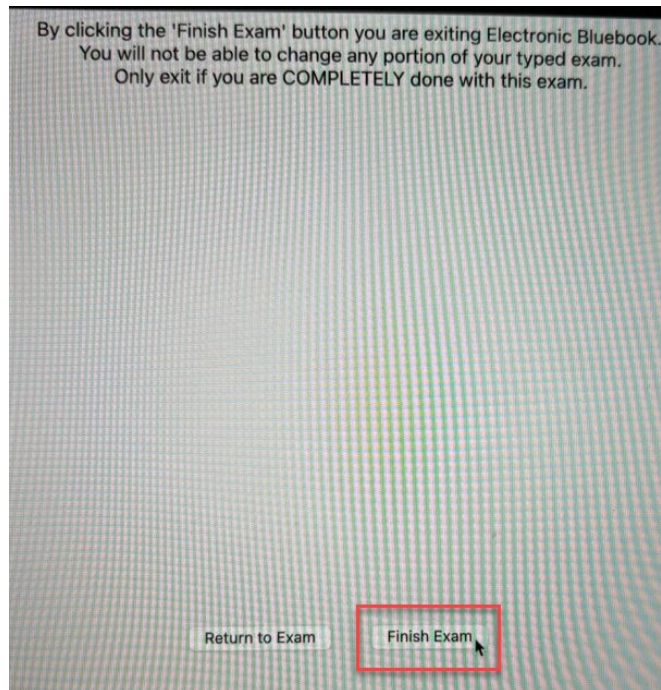 By clicking the 'Finish Exam' button you are exiting Electronic Bluebook.
You will not be able to change any portion of your typed exam.
Only exit if you are COMPLETELY done with this exam.
Return to Exam
Finish Exam